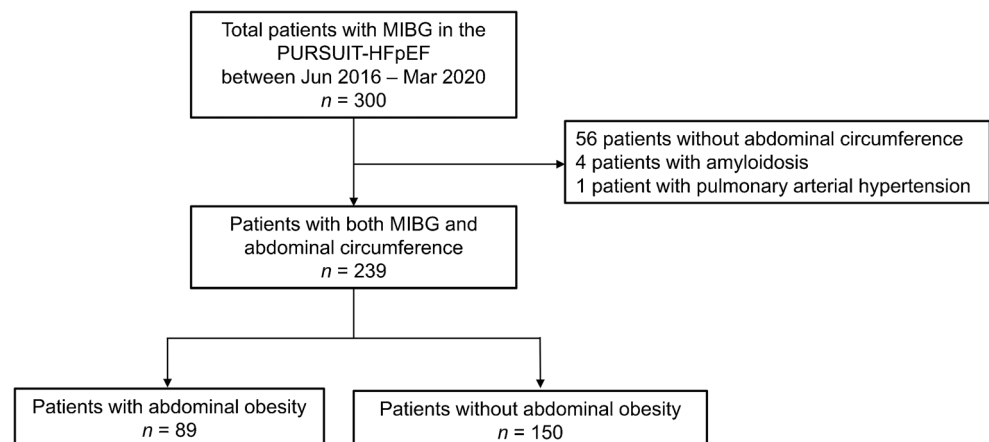 Total patients with MIBG in the
PURSUIT-HFpEF
between Jun 2016 – Mar 2020
n = 300
56 patients without abdominal circumference
4 patients with amyloidosis
1 patient with pulmonary arterial hypertension
Patients with both MIBG and
abdominal circumference
n = 239
Patients with abdominal obesity
n = 89
Patients without abdominal obesity
n = 150